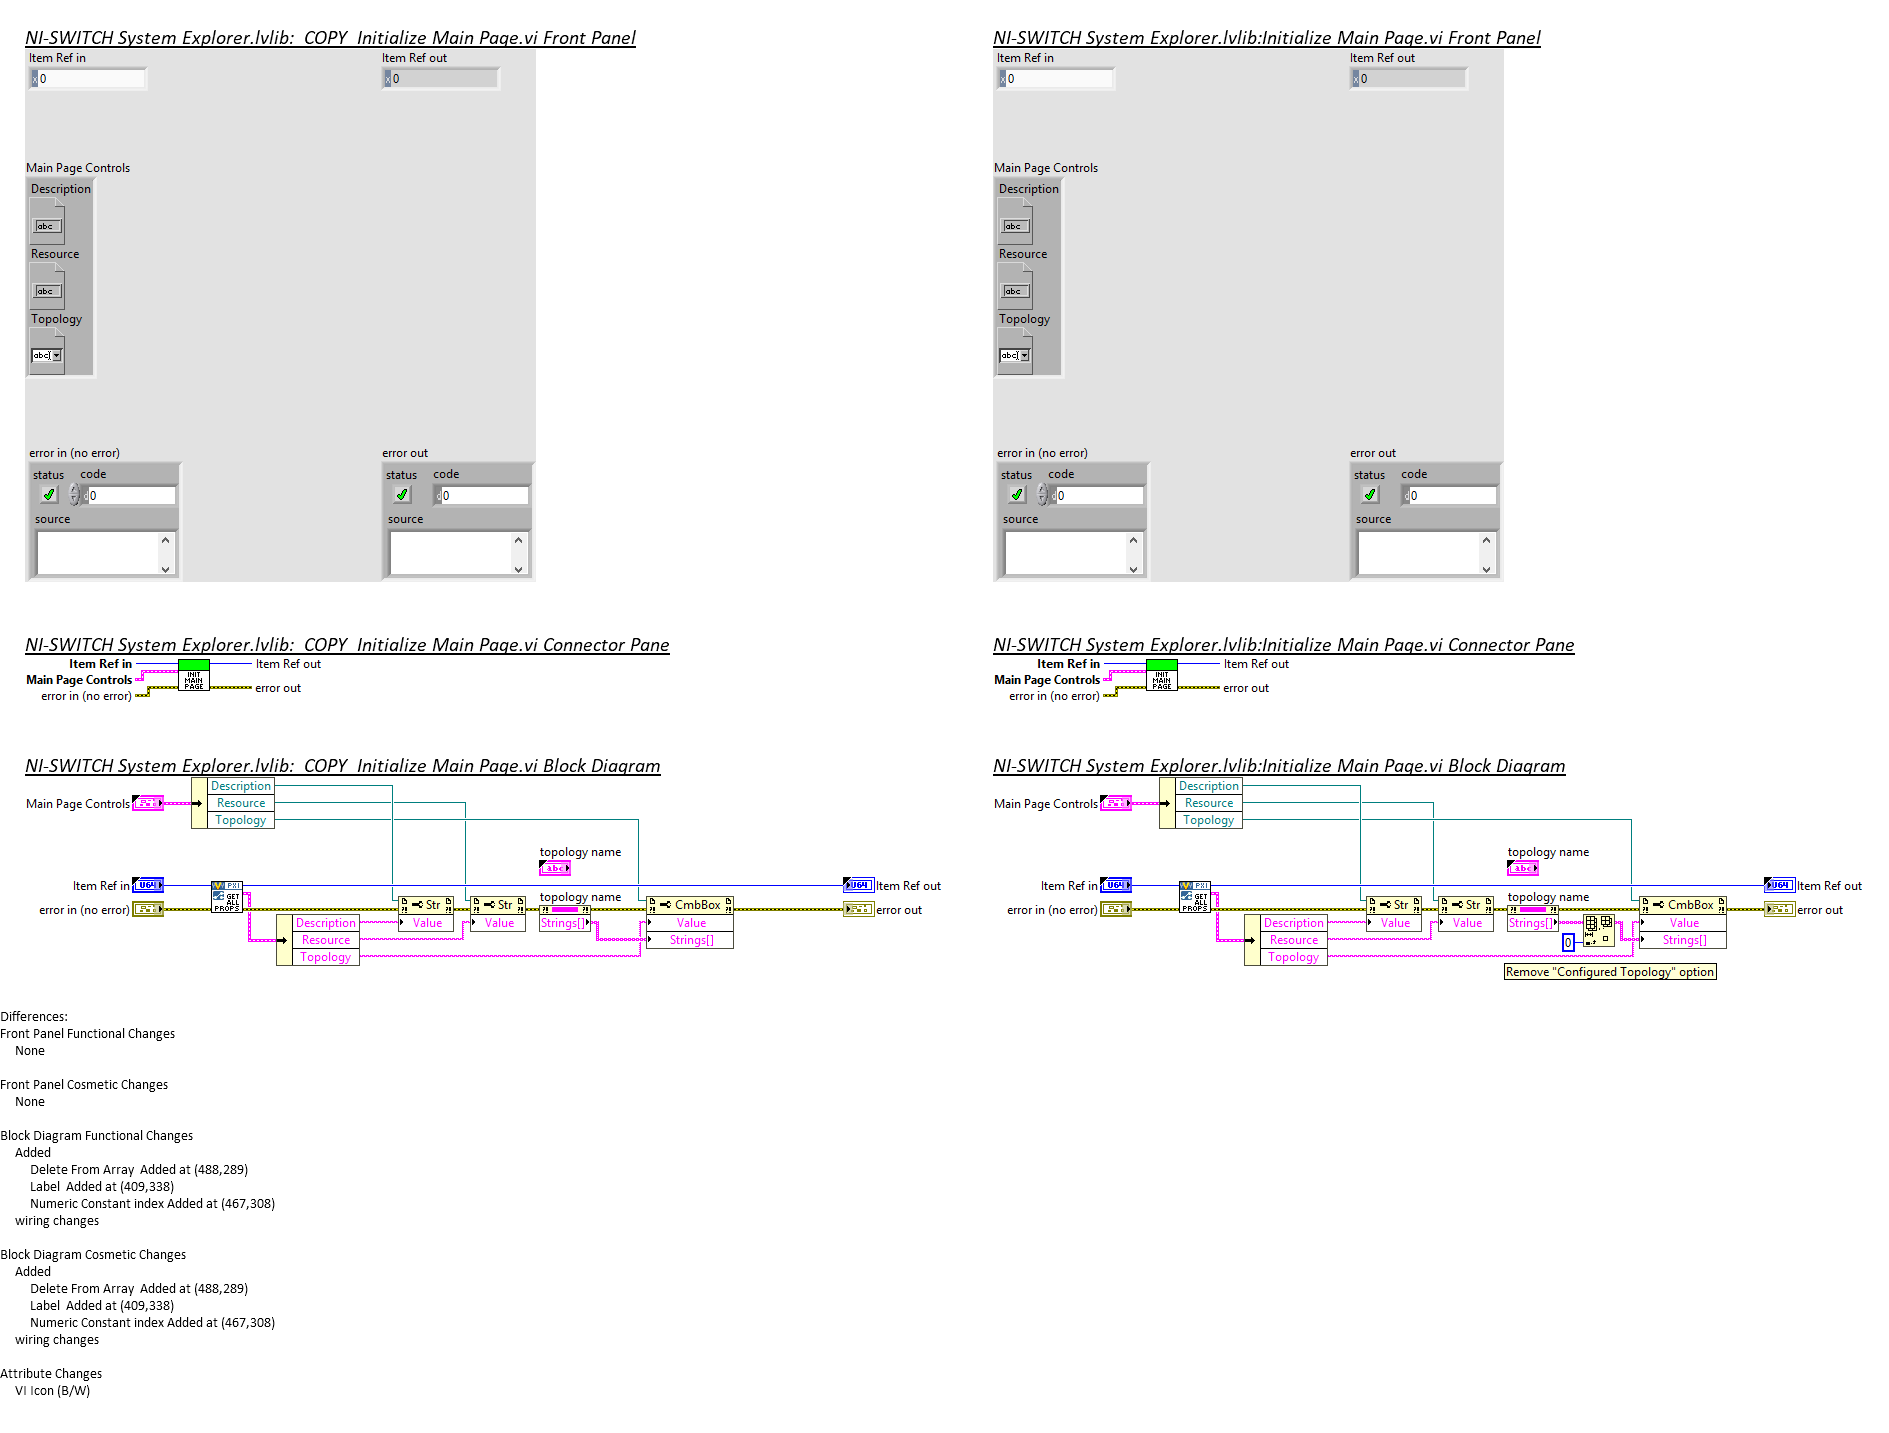 NI-SWITCH System Explorer.lvlib:  COPY  Initialize Main Page.vi Front Panel
Item Ref in
x 0
Item Ref out
x 0
Main Page Controls
Description
abc
Resource
abc
Topology
abc
error in (no error)
status code
d 0
source
error out
status code
d 0
source
NI-SWITCH System Explorer.lvlib:Initialize Main Page.vi Front Panel
Item Ref in
x 0
Item Ref out
x 0
Main Page Controls
Description
abc
Resource
abc
Topology
abc
error in (no error)
status code
d 0
source
error out
status code
d 0
source
NI-SWITCH System Explorer.lvlib:  COPY  Initialize Main Page.vi Connector Pane
Item Ref in
Main Page Controls
error in (no error)
INIT
MAIN
PAGE
Item Ref out
error out
NI-SWITCH System Explorer.lvlib:Initialize Main Page.vi Connector Pane
Item Ref in
Main Page Controls
error in (no error)
INIT
MAIN
PAGE
Item Ref out
error out
NI-SWITCH System Explorer.lvlib:  COPY  Initialize Main Page.vi Block Diagram
Main Page Controls
Description
Resource
Topology
topology name
abc
Item Ref in
U64
PXI
GET
ALL
PROPS
U64
Item Ref out
error in (no error)
Str
Value
Str
Value
topology name
Strings[]
CmbBox
Value
Strings[]
error out
Description
Resource
Topology
NI-SWITCH System Explorer.lvlib:Initialize Main Page.vi Block Diagram
Main Page Controls
Description
Resource
Topology
topology name
abc
Item Ref in
U64
PXI
GET
ALL
PROPS
U64
Item Ref out
error in (no error)
Str
Value
Str
Value
topology name
Strings[]
0
CmbBox
Value
Strings[]
error out
Description
Resource
Topology
Remove "Configured Topology" option
Differences:
Front Panel Functional Changes
None
Front Panel Cosmetic Changes
None
Block Diagram Functional Changes
Added
Delete From Array  Added at (488,289)
Label  Added at (409,338)
Numeric Constant index Added at (467,308)
wiring changes
Block Diagram Cosmetic Changes
Added
Delete From Array  Added at (488,289)
Label  Added at (409,338)
Numeric Constant index Added at (467,308)
wiring changes
Attribute Changes
VI Icon (B/W)